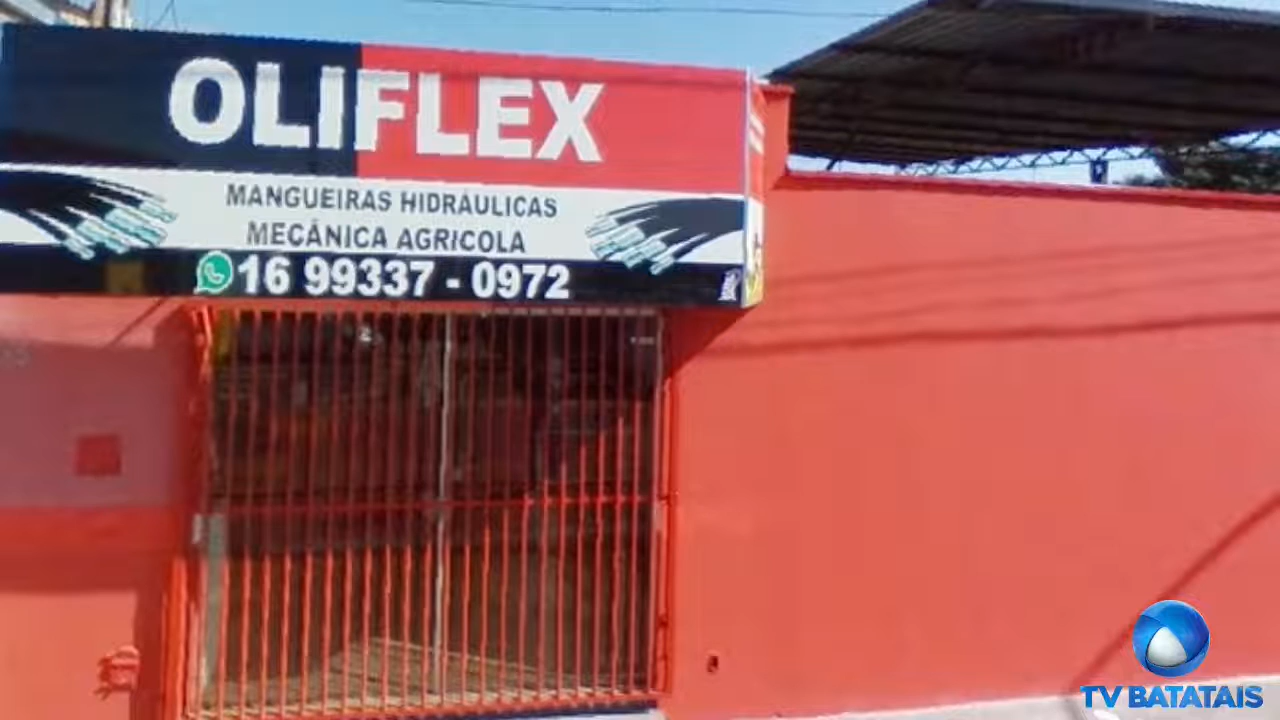 OLIFLEX
MANGUEIRAS HIDRÁULICAS
MECÂNICA AGRICOLA
16 99337 - 0972
TV BATATAIS